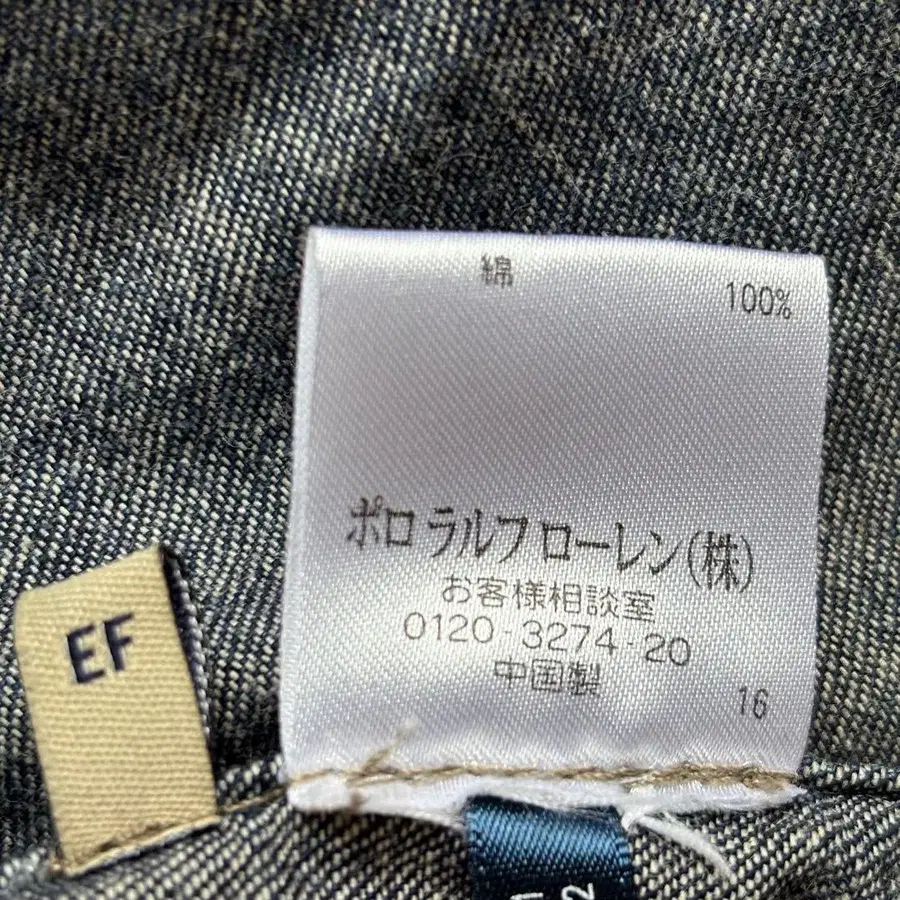 綿 100%
ポロ ラルフ ローレン(株)
お客様相談室
0120-3274-20
中国製
16
EF
2